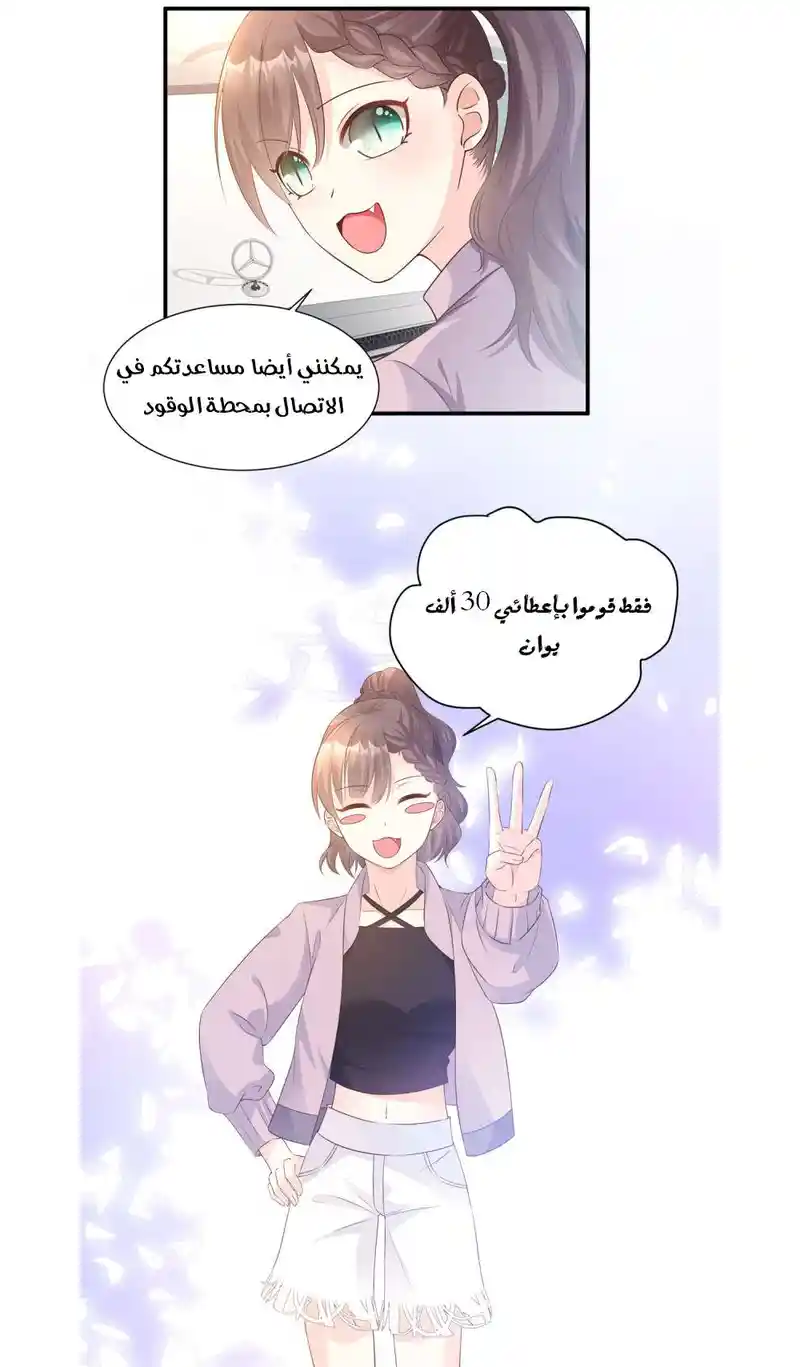 يمكنني أيضا مساعدتكم في
الاتصال بمحطة الوقود
فقط قوموا بإعطائي 30 ألف
يوان